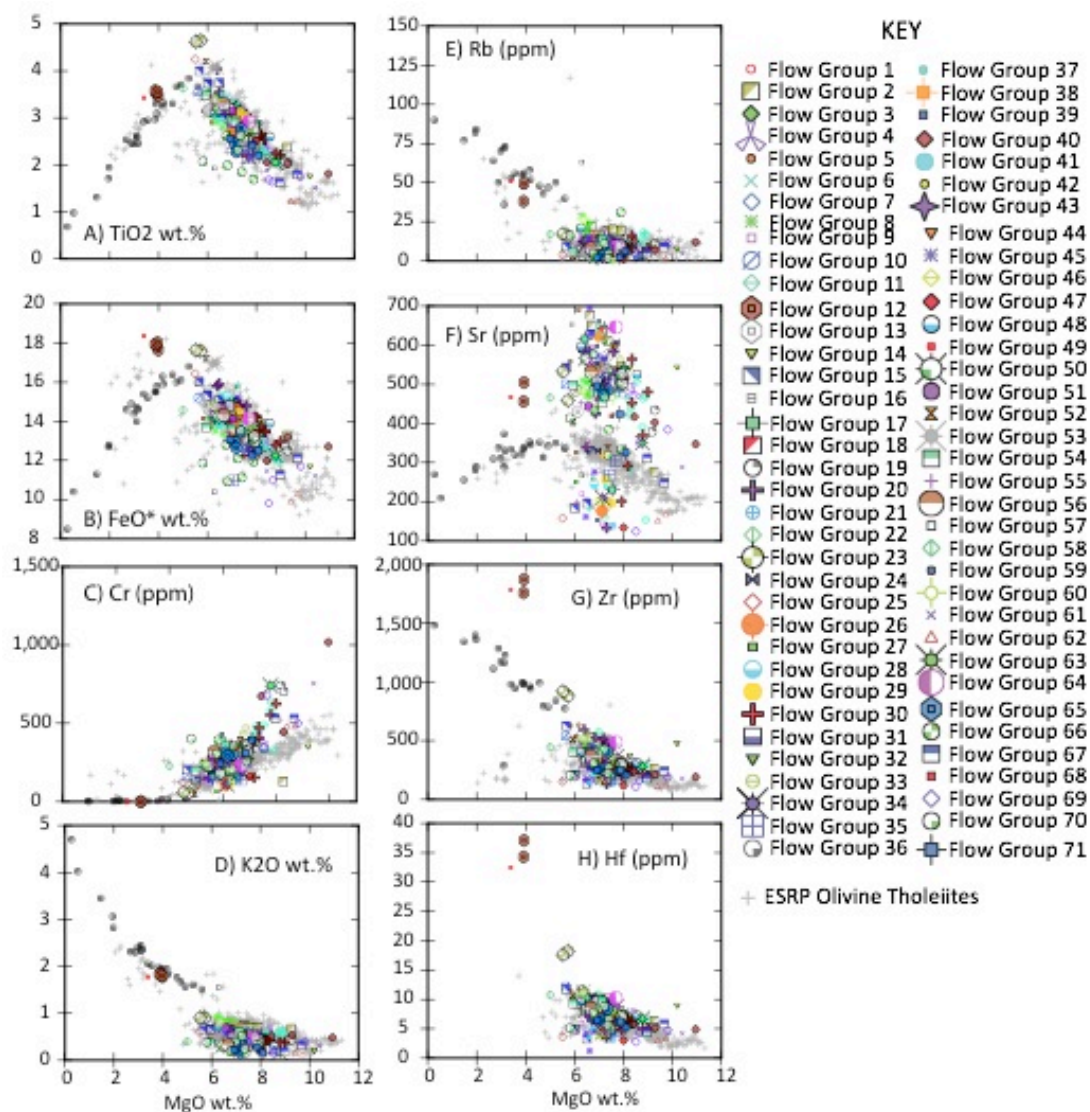 5
4
3
2
1
0
A) TiO2 wt.%
20
18
16
14
12
10
8
B) FeO* wt.%
1,500
1,000
500
0
C) Cr (ppm)
5
4
3
2
1
0
D) K2O wt.%
0 2 4 6 8 10 12
MgO wt.%
150
125
100
75
50
25
0
E) Rb (ppm)
700
600
500
400
300
200
100
F) Sr (ppm)
2,000
1,500
1,000
500
0
G) Zr (ppm)
40
35
30
25
20
15
10
5
0
H) Hf (ppm)
0 2 4 6 8 10 12
MgO wt.%
KEY
Flow Group 1
Flow Group 2
Flow Group 3
Flow Group 4
Flow Group 5
Flow Group 6
Flow Group 7
Flow Group 8
Flow Group 9
Flow Group 10
Flow Group 11
Flow Group 12
Flow Group 13
Flow Group 14
Flow Group 15
Flow Group 16
Flow Group 17
Flow Group 18
Flow Group 19
Flow Group 20
Flow Group 21
Flow Group 22
Flow Group 23
Flow Group 24
Flow Group 25
Flow Group 26
Flow Group 27
Flow Group 28
Flow Group 29
Flow Group 30
Flow Group 31
Flow Group 32
Flow Group 33
Flow Group 34
Flow Group 35
Flow Group 36
Flow Group 37
Flow Group 38
Flow Group 39
Flow Group 40
Flow Group 41
Flow Group 42
Flow Group 43
Flow Group 44
Flow Group 45
Flow Group 46
Flow Group 47
Flow Group 48
Flow Group 49
Flow Group 50
Flow Group 51
Flow Group 52
Flow Group 53
Flow Group 54
Flow Group 55
Flow Group 56
Flow Group 57
Flow Group 58
Flow Group 59
Flow Group 60
Flow Group 61
Flow Group 62
Flow Group 63
Flow Group 64
Flow Group 65
Flow Group 66
Flow Group 67
Flow Group 68
Flow Group 69
Flow Group 70
Flow Group 71
ESRP Olivine Tholeiites